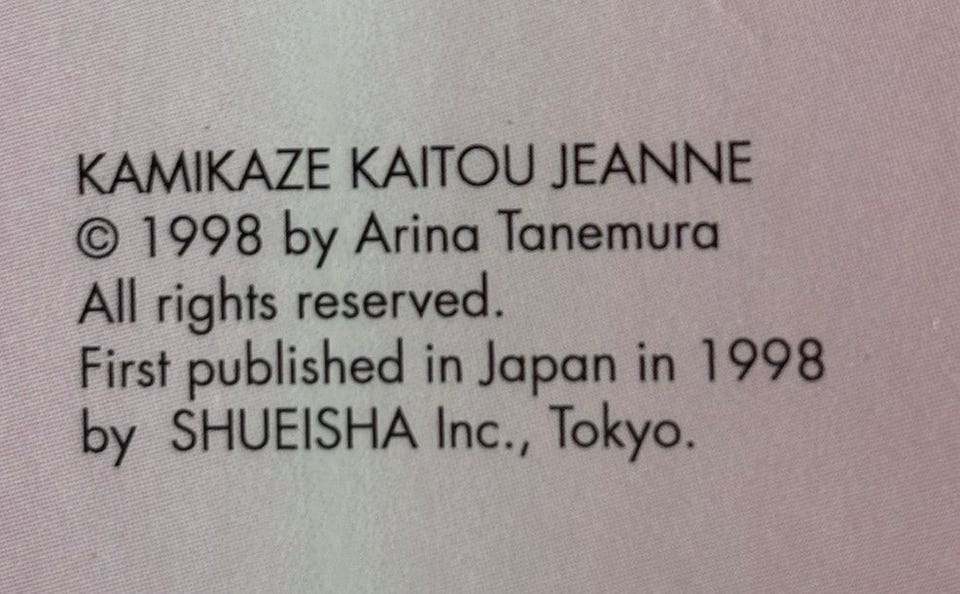 KAMIKAZE KAITOU JEANNE
© 1998 by Arina Tanemura
All rights reserved.
First published in Japan in 1998
by SHUEISHA Inc., Tokyo.